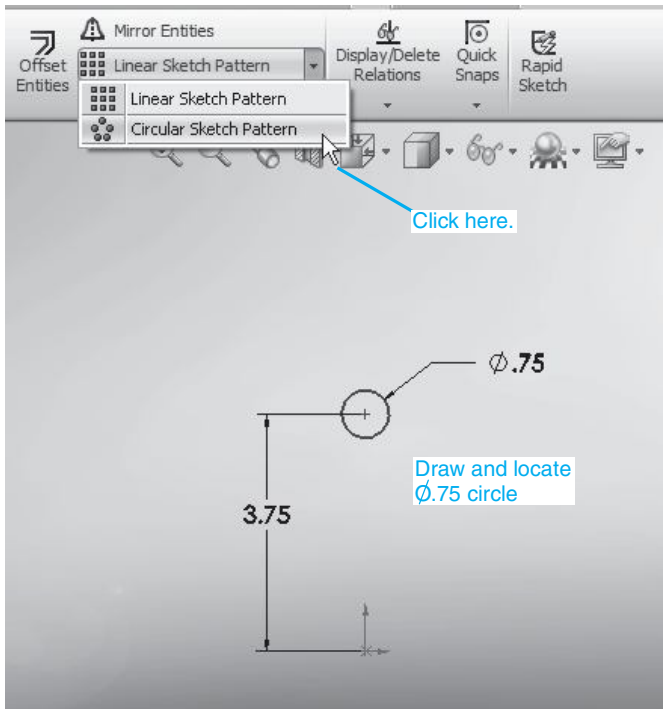 Offset
Entities
Mirror Entities
Linear Sketch Pattern
Display/Delete
Relations
Quick
Snaps
Rapid
Sketch
Linear Sketch Pattern
Circular Sketch Pattern
Click here.
∅.75
Draw and locate
∅.75 circle
3.75